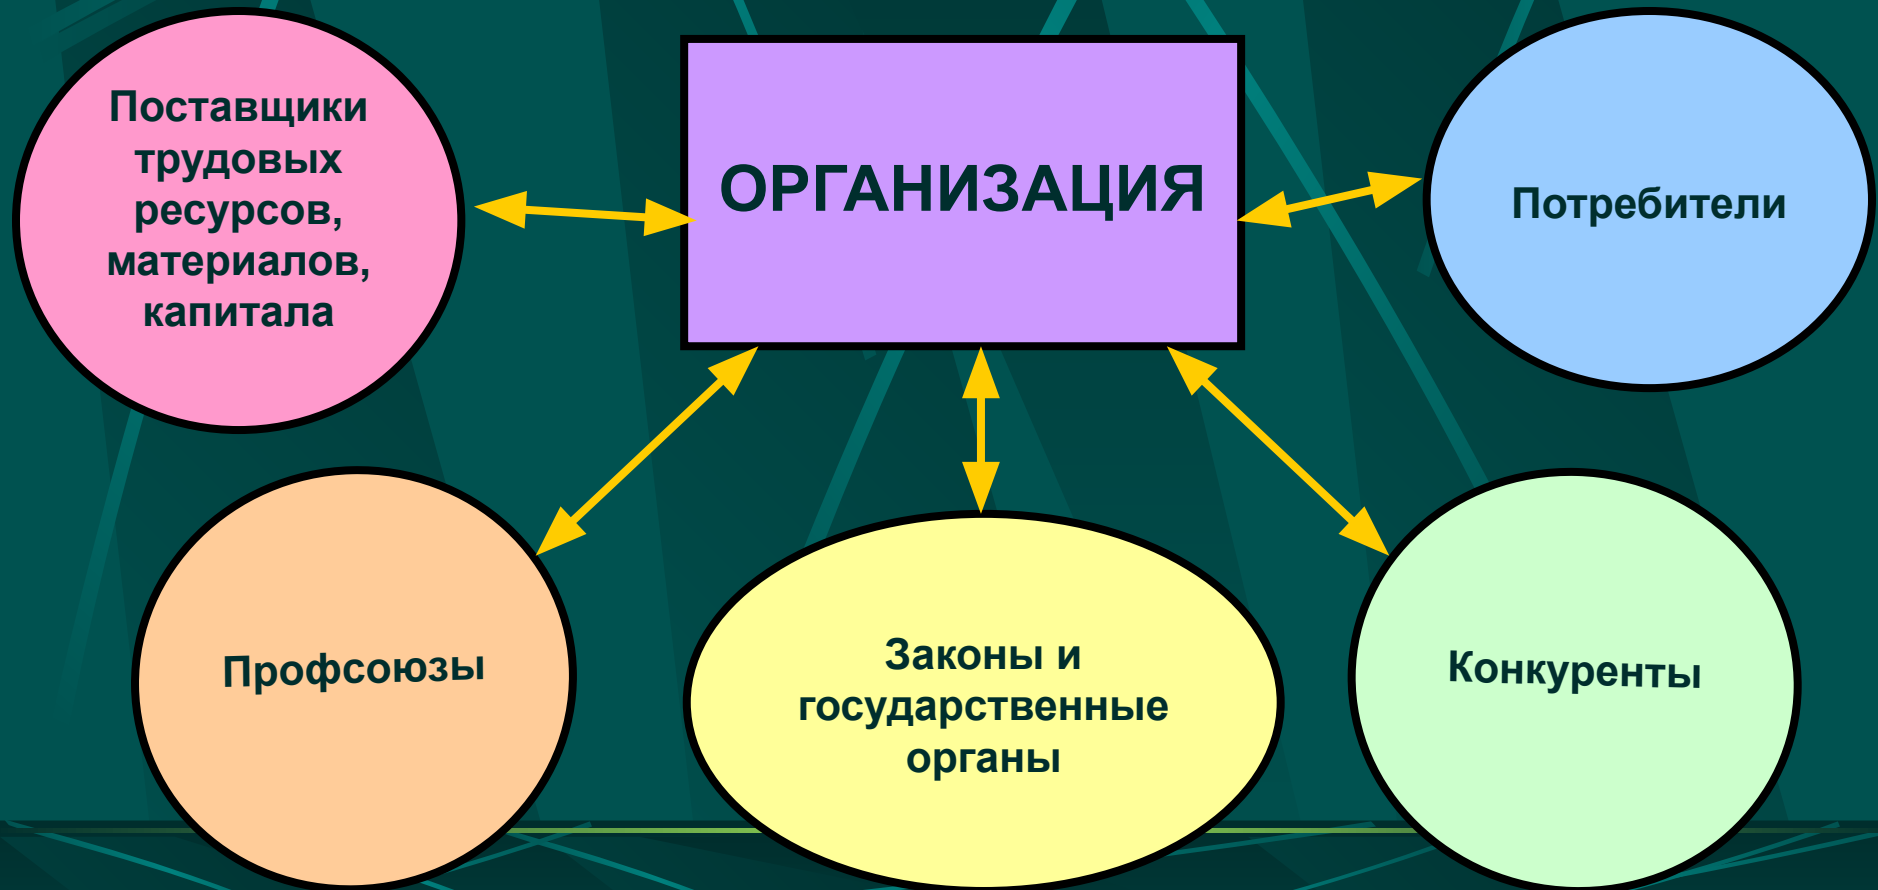 Поставщики
трудовых
ресурсов,
материалов,
капитала
ОРГАНИЗАЦИЯ
Потребители
Профсоюзы
Законы и
государственные
органы
Конкуренты